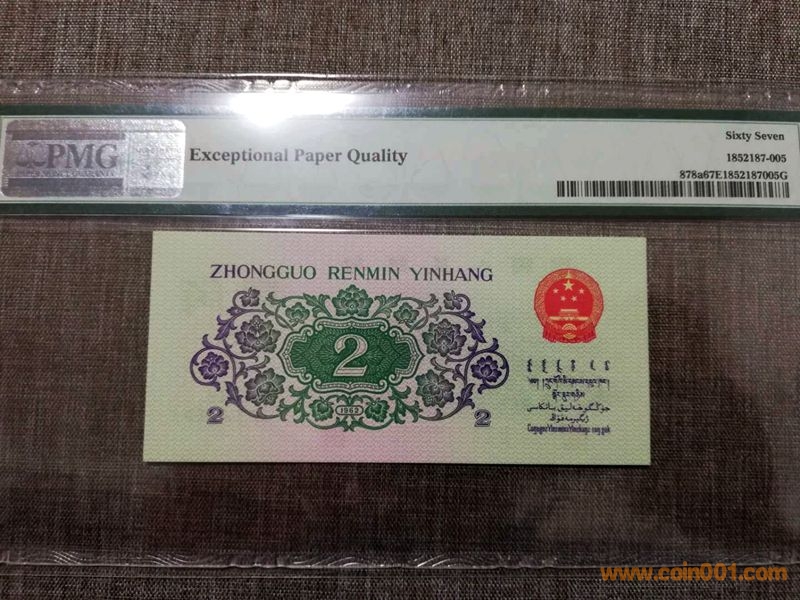 PMG
Exceptional Paper Quality
Sixty Seven
1852187-005
878a67E1852187005G
ZHONGGUO RENMIN YINHANG
2
1962
2
2
www.coin001.com